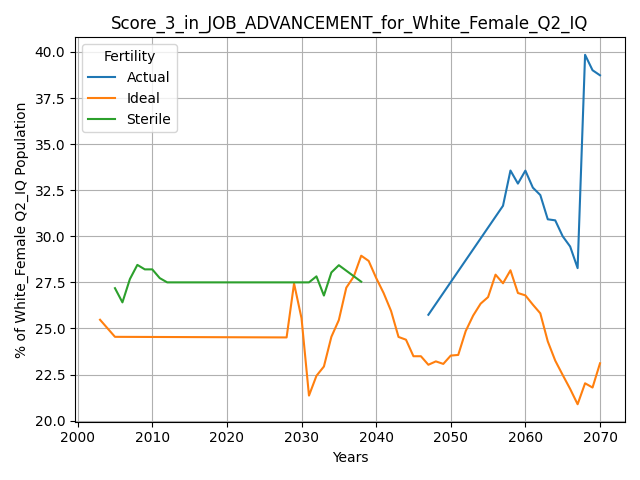 Score_3_in_JOB_ADVANCEMENT_for_White_Female_Q2_IQ
% of White_Female Q2_IQ Population
40.0
37.5
35.0
32.5
30.0
27.5
25.0
22.5
20.0
Fertility
Actual
Ideal
Sterile
2000 2010 2020 2030 2040 2050 2060 2070
Years